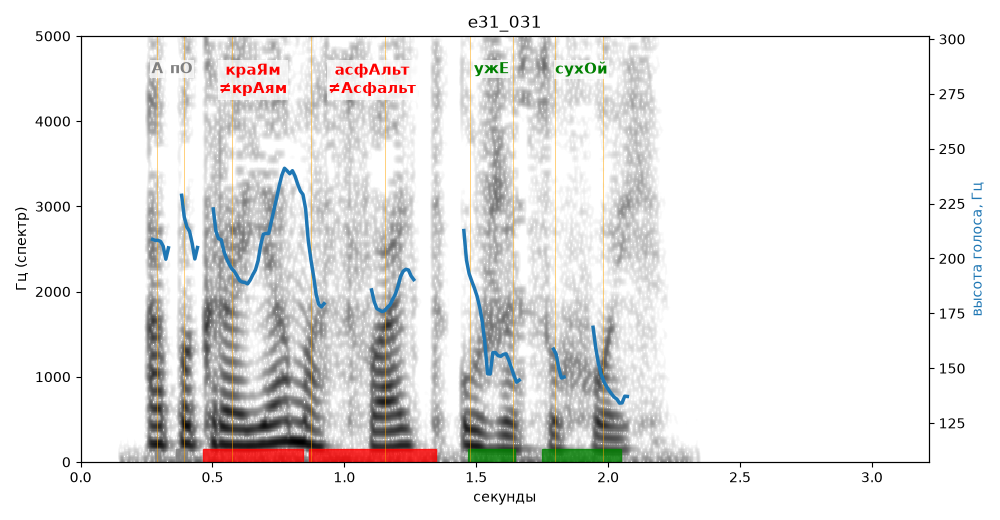 e31_031
5000
4000
3000
2000
1000
0
Гц (спектр)
А пО
краЯм
≠крАям
асфАльт
≠Асфальт
ужЕ
сухОй
300
275
250
225
200
175
150
125
высота голоса, Гц
0.0 0.5 1.0 1.5 2.0 2.5 3.0
секунды